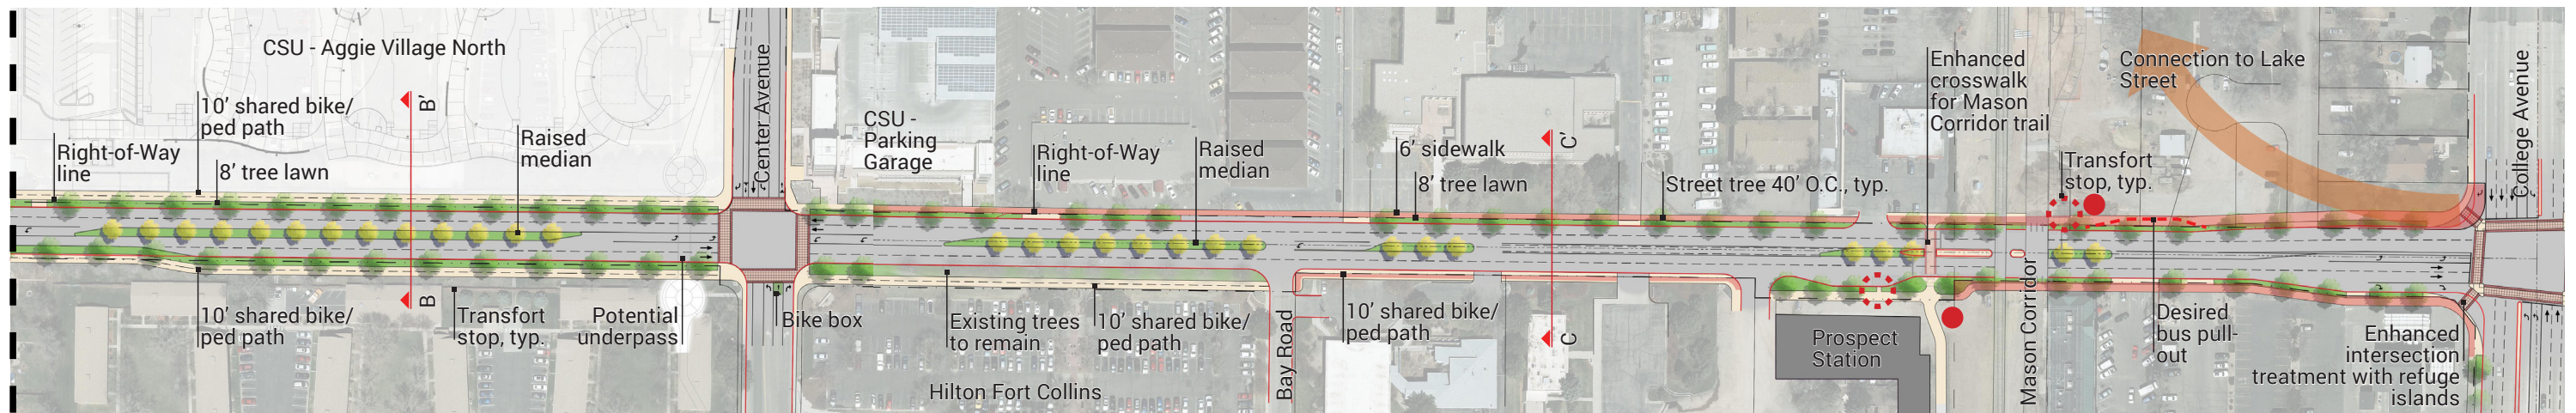 CSU - Aggie Village North
10’ shared bike/
ped path
B’
Right-of-Way
line
8’ tree lawn
Raised
median
Center Avenue
CSU -
Parking
Garage
Right-of-Way
line
Raised
median
6’ sidewalk
8’ tree lawn
C’
Street tree 40’ O.C., typ.
Enhanced
crosswalk
for Mason
Corridor trail
Transfort
stop, typ.
Connection to Lake
Street
College Avenue
10’ shared bike/
ped path
B
Transfort
stop, typ.
Potential
underpass
Bike box
Existing trees
to remain
10’ shared bike/
ped path
Hilton Fort Collins
Bay Road
10’ shared bike/
ped path
C
Prospect
Station
Mason Corridor
Desired
bus pull-
out
Enhanced
intersection
treatment with refuge
islands